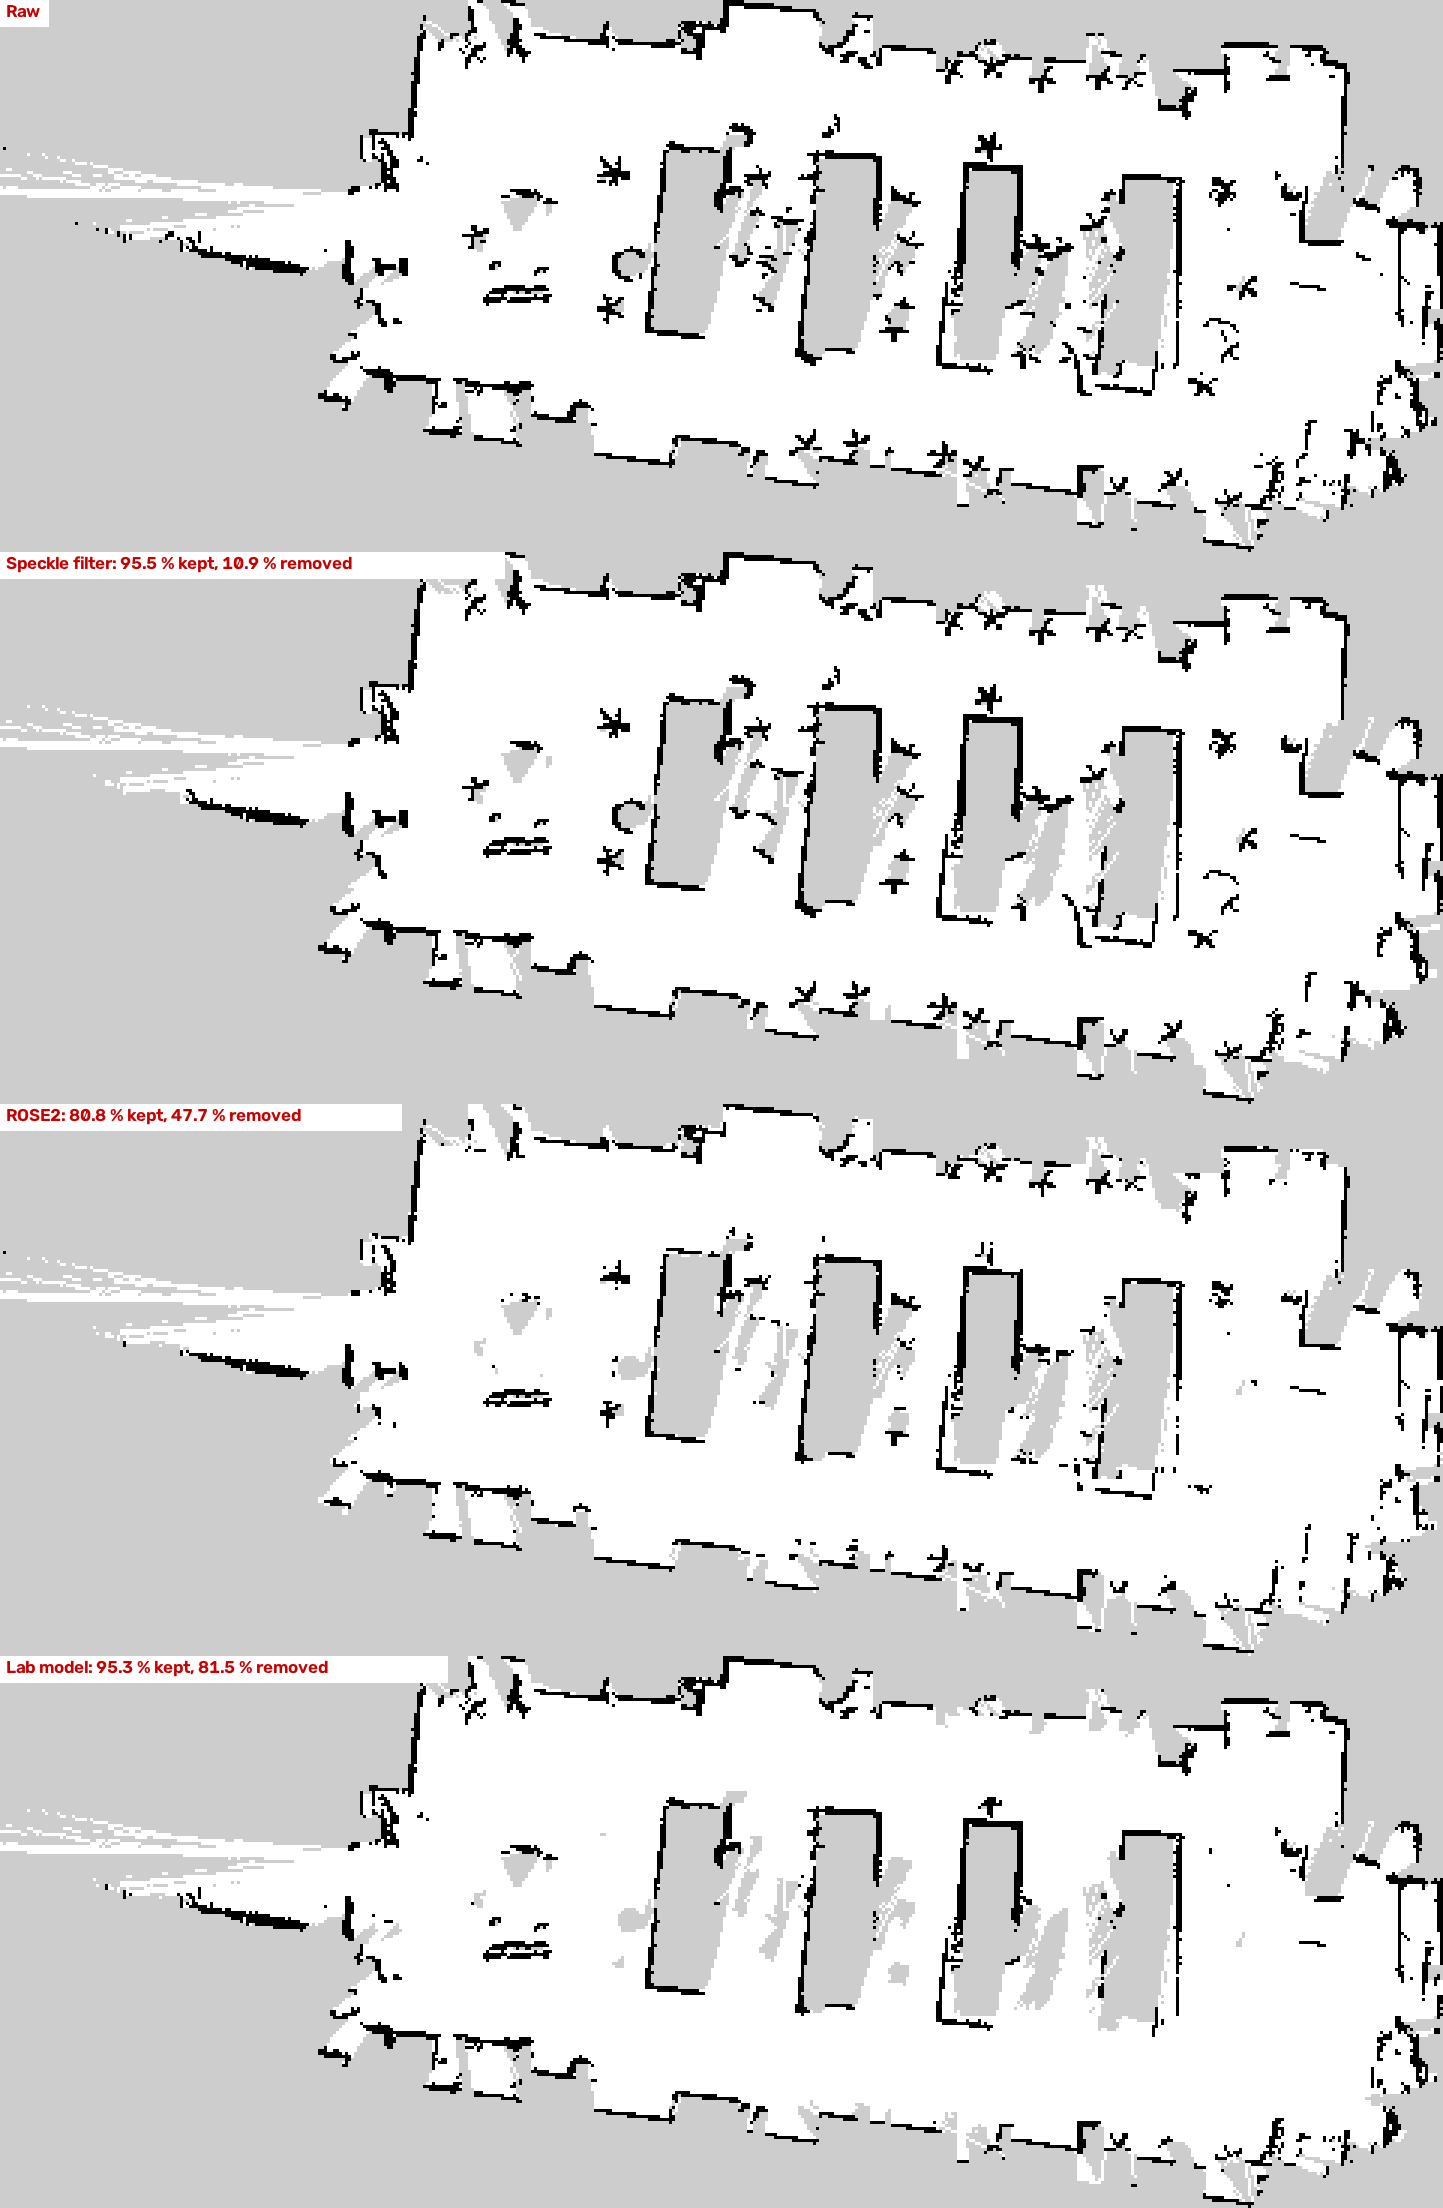 Raw
Speckle filter: 95.5 % kept, 10.9 % removed
ROSE2: 80.8 % kept, 47.7 % removed
Lab model: 95.3 % kept, 81.5 % removed